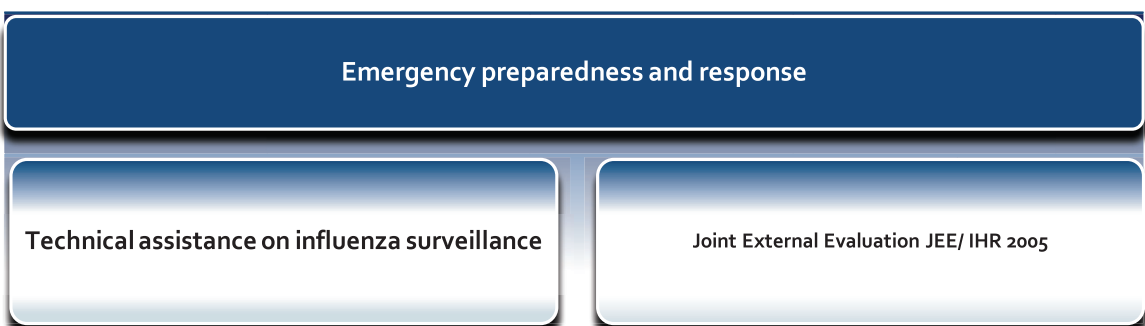 Emergency preparedness and response
Technical assistance on influenza surveillance
Joint External Evaluation JEE/ IHR 2005